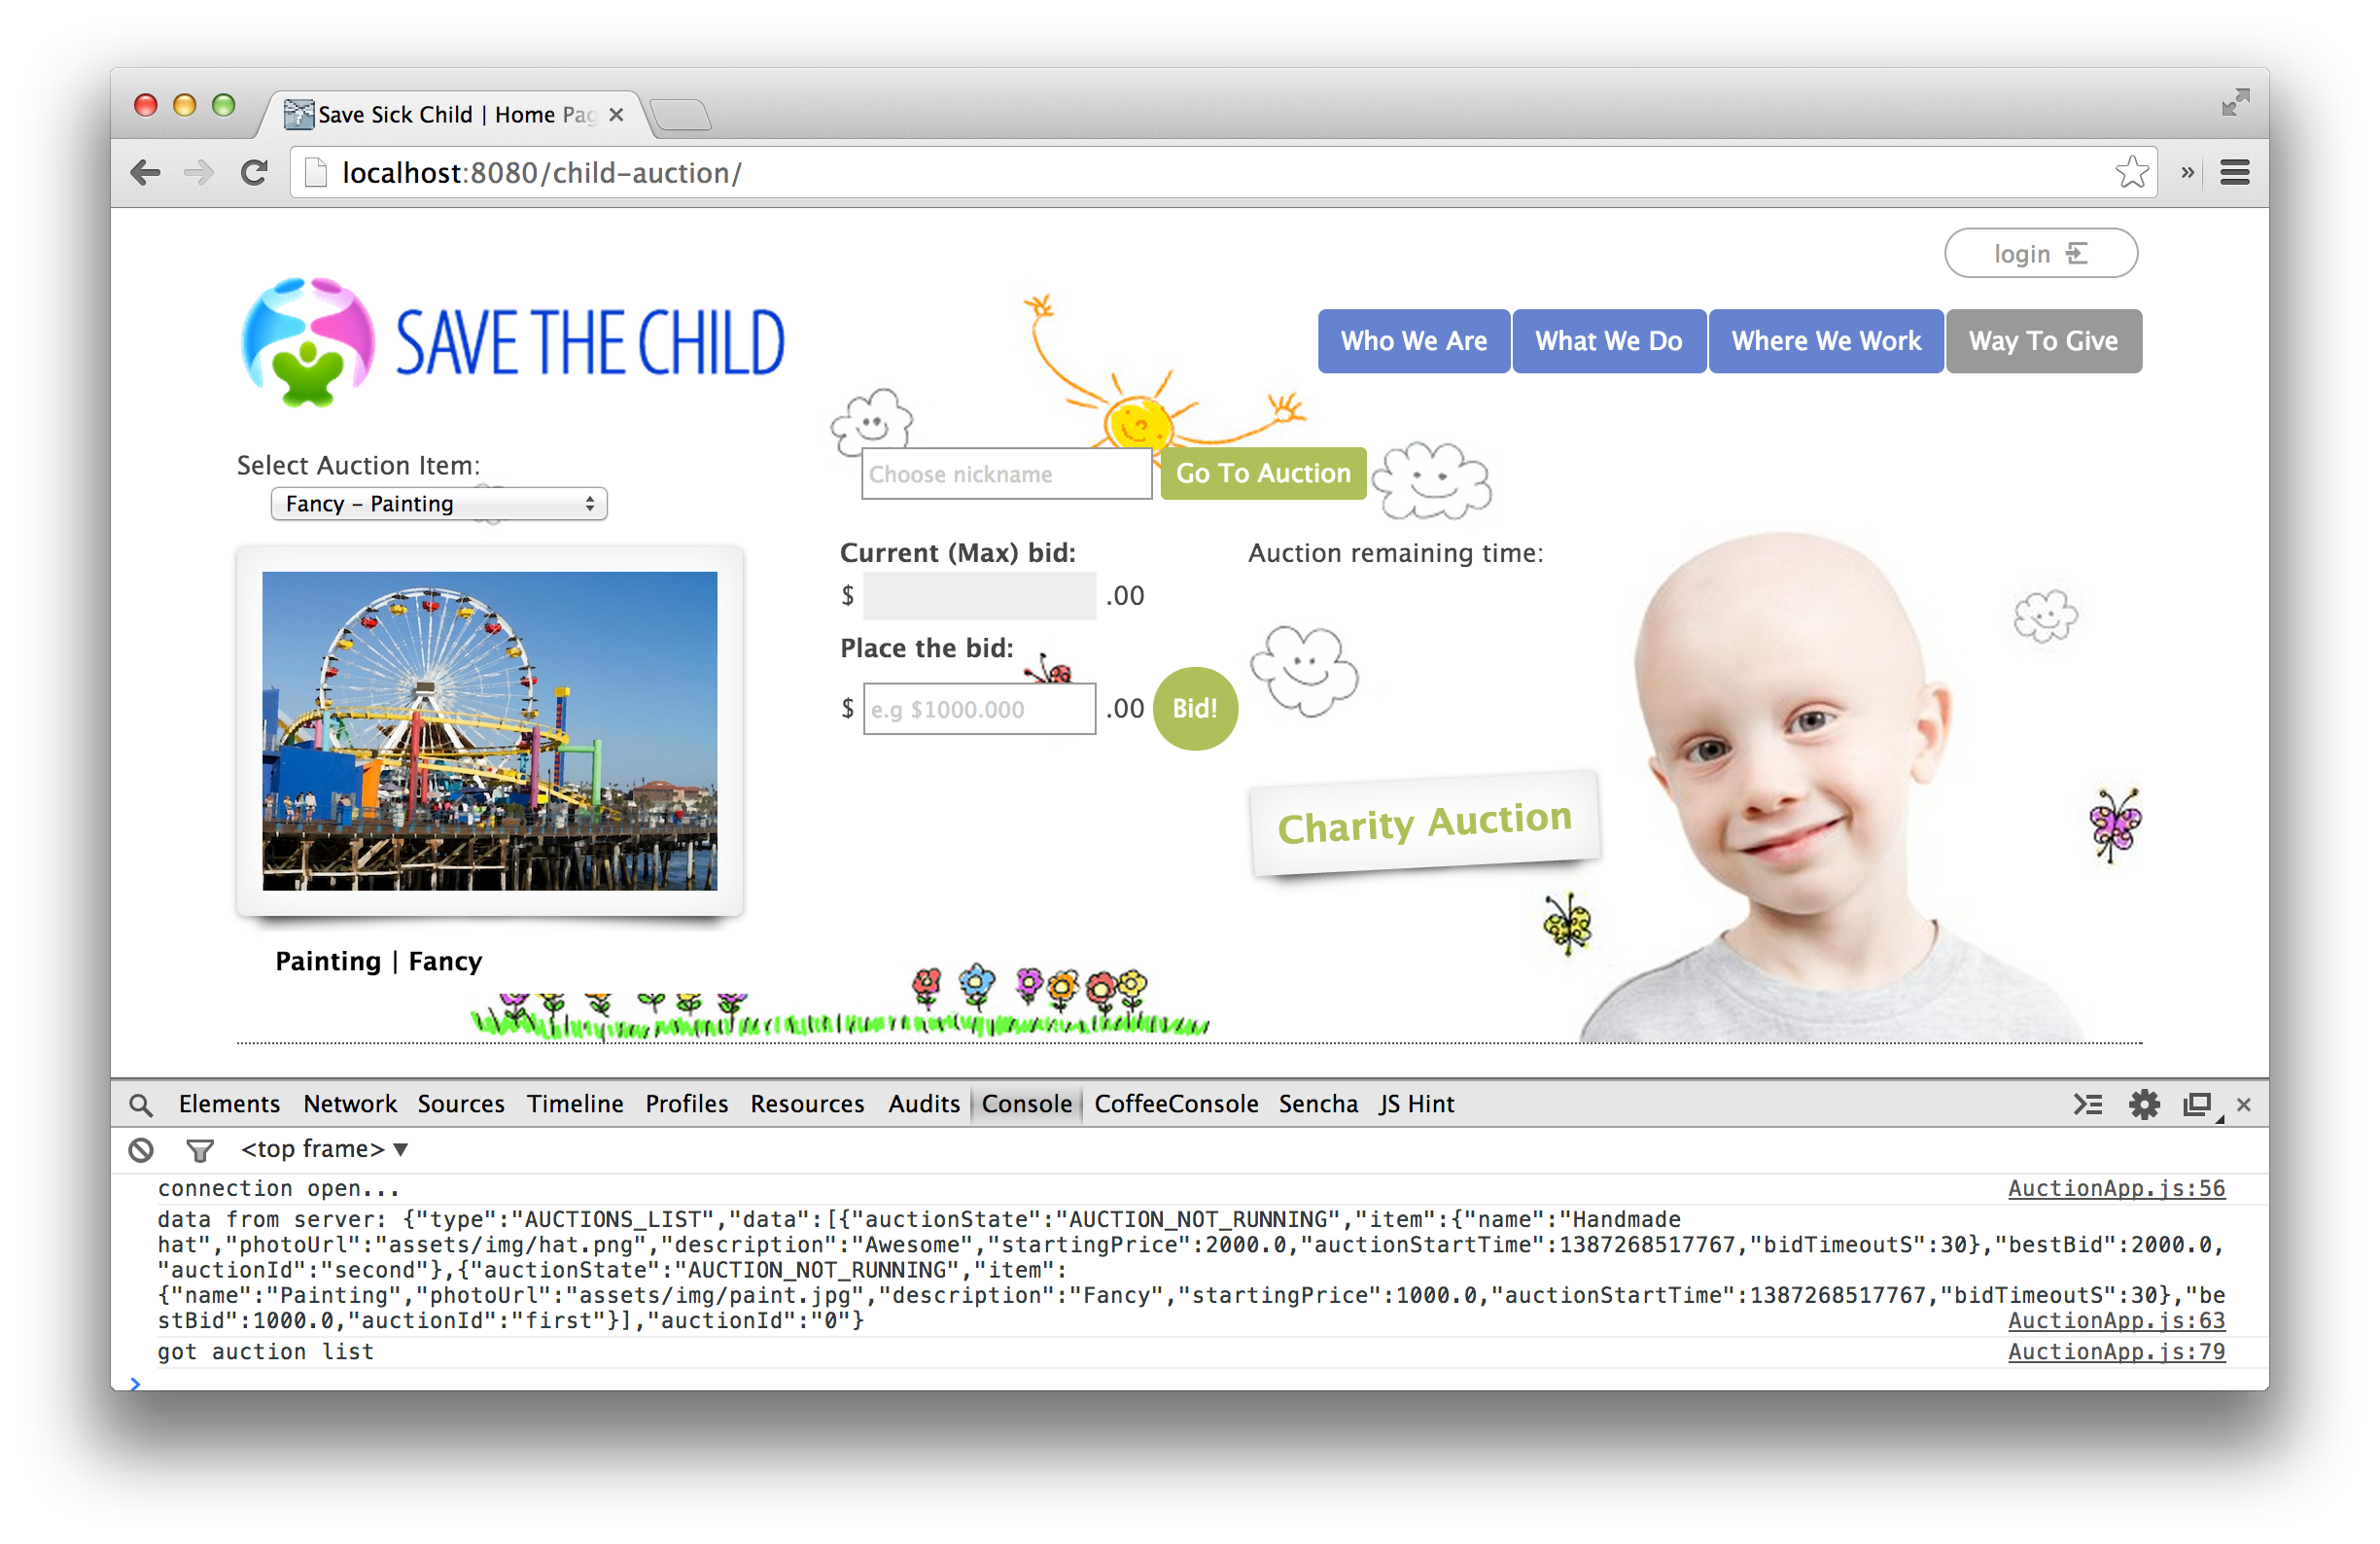 Save Sick Child | Home Pag
localhost:8080/child-auction/
login
SAVE THE CHILD
Who We Are
What We Do
Where We Work
Way To Give
Select Auction Item:
Choose nickname
Go To Auction
Fancy – Painting
Current (Max) bid:
Auction remaining time:
$ .00
Place the bid:
$ e.g $1000.000 .00 Bid!
Charity Auction
Painting | Fancy
Elements Network Sources Timeline Profiles Resources Audits Console CoffeeConsole Sencha JS Hint
<top frame>
connection open... AuctionApp.js:56
data from server: {"type":"AUCTIONS_LIST","data":[{"auctionState":"AUCTION_NOT_RUNNING","item":{"name":"Handmade
hat","photoUrl":"assets/img/hat.png","description":"Awesome","startingPrice":2000.0,"auctionStartTime":1387268517767,"bidTimeoutS":30},"bestBid":2000.0,
"auctionId":"second"},{"auctionState":"AUCTION_NOT_RUNNING","item":
{"name":"Painting","photoUrl":"assets/img/paint.jpg","description":"Fancy","startingPrice":1000.0,"auctionStartTime":1387268517767,"bidTimeoutS":30},"be
stBid":1000.0,"auctionId":"first"}],"auctionId":"0"} AuctionApp.js:63
got auction list AuctionApp.js:79